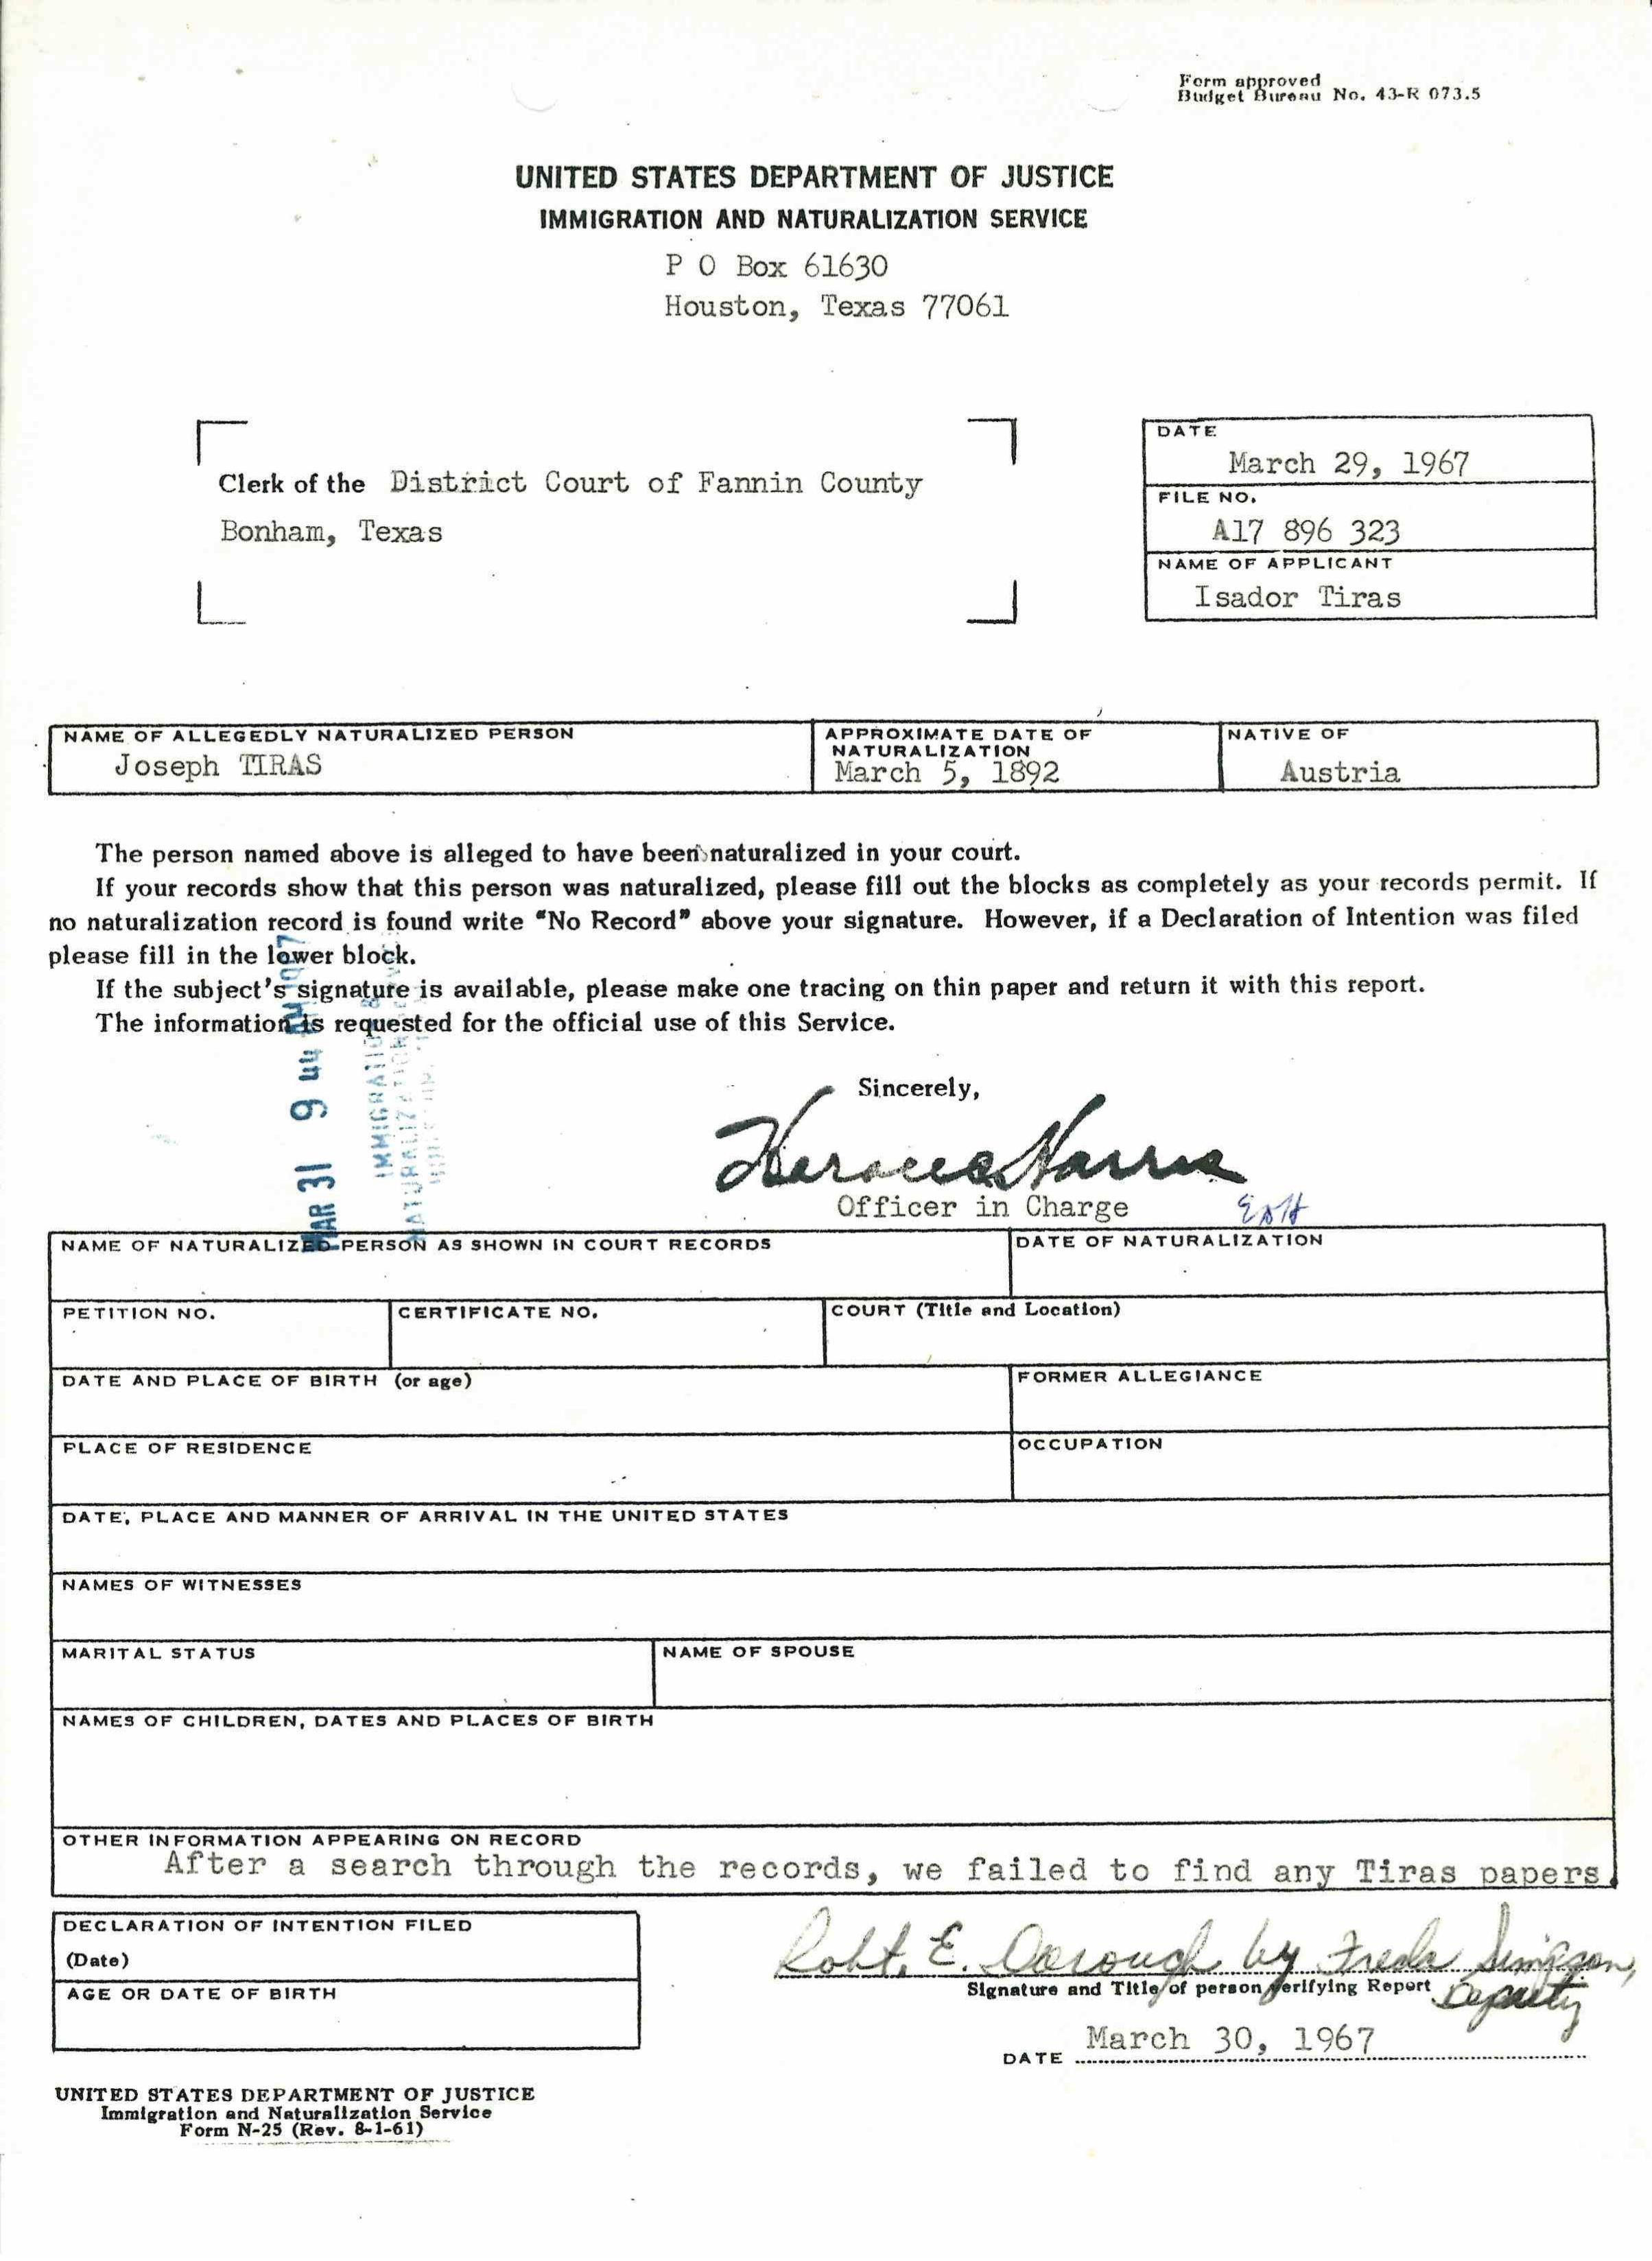 Form approved
Budget Bureau No. 43-R 073.5
UNITED STATES DEPARTMENT OF JUSTICE
IMMIGRATION AND NATURALIZATION SERVICE
P O Box 61630
Houston, Texas 77061
Clerk of the District Court of Fannin County
Bonham, Texas
DATE
March 29, 1967
FILE NO.
A17 896 323
NAME OF APPLICANT
Isador Tiras
NAME OF ALLEGEDLY NATURALIZED PERSON
Joseph TIRAS
APPROXIMATE DATE OF
NATURALIZATION
March 5, 1892
NATIVE OF
Austria
The person named above is alleged to have been naturalized in your court.
If your records show that this person was naturalized, please fill out the blocks as completely as your records permit. If
no naturalization record is found write "No Record" above your signature. However, if a Declaration of Intention was filed
please fill in the lower block.
If the subject's signature is available, please make one tracing on thin paper and return it with this report.
The information is requested for the official use of this Service.
MAR 31 9 44 AM 1967
IMMIGRATION &
NATURALIZATION
Sincerely,
Officer in Charge
NAME OF NATURALIZED PERSON AS SHOWN IN COURT RECORDS
DATE OF NATURALIZATION
PETITION NO.
CERTIFICATE NO.
COURT (Title and Location)
DATE AND PLACE OF BIRTH (or age)
FORMER ALLEGIANCE
PLACE OF RESIDENCE
OCCUPATION
DATE, PLACE AND MANNER OF ARRIVAL IN THE UNITED STATES
NAMES OF WITNESSES
MARITAL STATUS
NAME OF SPOUSE
NAMES OF CHILDREN, DATES AND PLACES OF BIRTH
OTHER INFORMATION APPEARING ON RECORD
After a search through the records, we failed to find any Tiras papers.
DECLARATION OF INTENTION FILED
(Date)
AGE OR DATE OF BIRTH
Robt. E. Dorough by Freda Simpson,
Deputy
Signature and Title of person verifying Report
DATE March 30, 1967
UNITED STATES DEPARTMENT OF JUSTICE
Immigration and Naturalization Service
Form N-25 (Rev. 8-1-61)